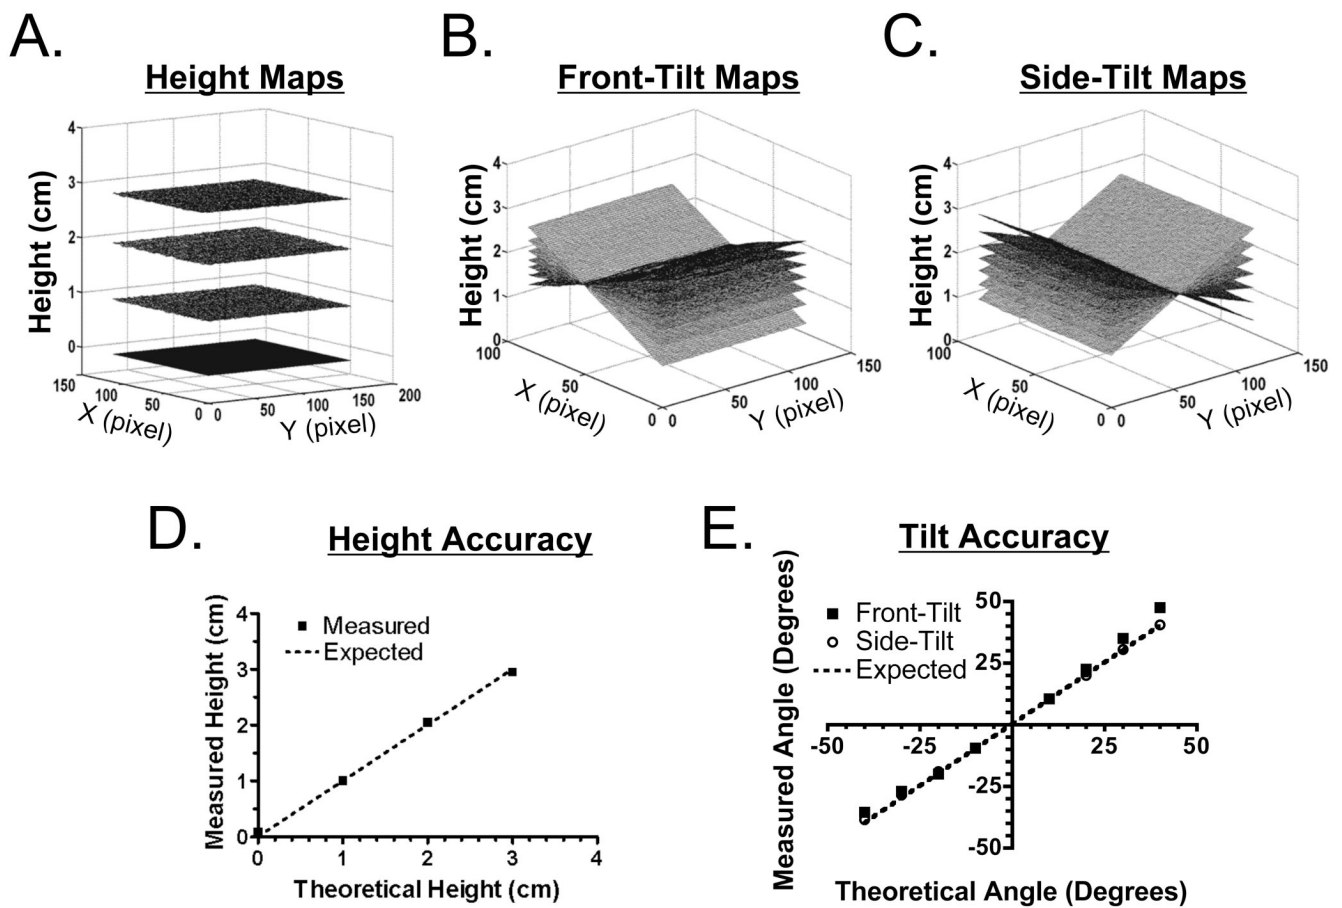 A.
Height Maps
Height (cm)
4
3
2
1
0
150
100
50
0
0
50
100
150
200
X (pixel)
Y (pixel)
B.
Front-Tilt Maps
Height (cm)
4
3
2
1
0
100
50
0
0
50
100
150
X (pixel)
Y (pixel)
C.
Side-Tilt Maps
Height (cm)
4
3
2
1
0
100
50
0
0
50
100
150
X (pixel)
Y (pixel)
D.
Height Accuracy
Measured Height (cm)
4
3
2
1
0
Measured
Expected
0
1
2
3
4
Theoretical Height (cm)
E.
Tilt Accuracy
Measured Angle (Degrees)
Front-Tilt
Side-Tilt
Expected
50
25
-50
-25
25
50
-25
-50
Theoretical Angle (Degrees)